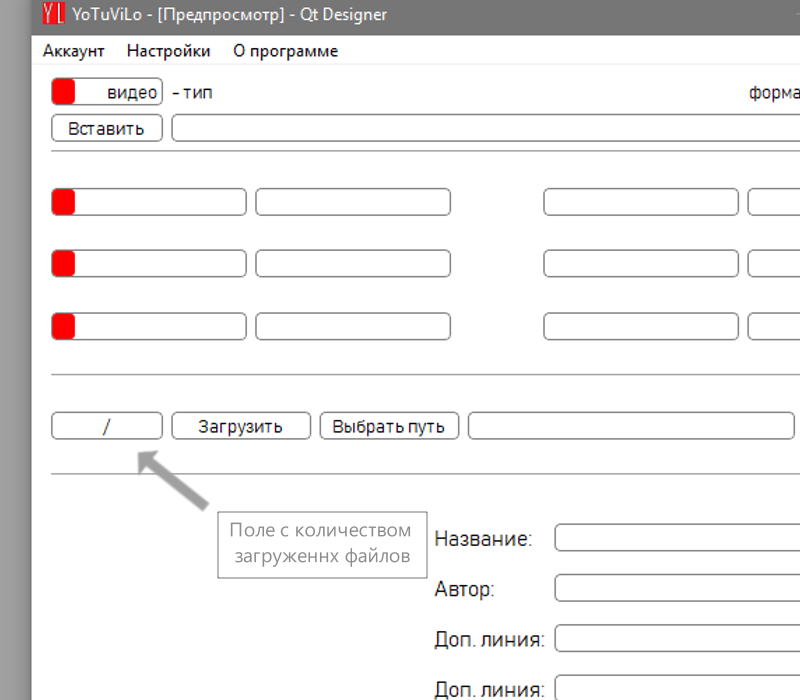 YL YoTuViLo - [Предпросмотр] - Qt Designer
Аккаунт Настройки О программе
видео - тип форма
Вставить
/ Загрузить Выбрать путь
Поле с количеством
загруженнх файлов
Название:
Автор:
Доп. линия:
Доп. линия: